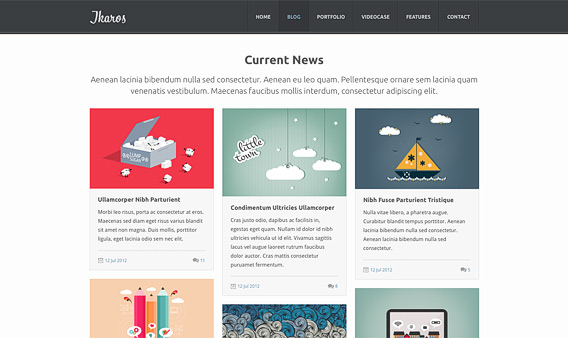 Ikaros
HOME BLOG PORTFOLIO VIDEOCASE FEATURES CONTACT
Current News
Aenean lacinia bibendum nulla sed consectetur. Aenean eu leo quam. Pellentesque ornare sem lacinia quam
venenatis vestibulum. Maecenas faucibus mollis interdum, consectetur adipiscing elit.
LUMP
SUGAR
Ullamcorper Nibh Parturient
Morbi leo risus, porta ac consectetur at eros.
Maecenas sed diam eget risus varius blandit
sit amet non magna. Duis mollis, porttitor
ligula, eget lacinia odio sem nec elit.
12 Jul 2012
11
little
town
Condimentum Ultricies Ullamcorper
Cras justo odio, dapibus ac facilisis in,
egestas eget quam. Nullam id dolor id nibh
ultricies vehicula ut id elit. Vivamus sagittis
lacus vel augue laoreet rutrum faucibus
dolor auctor. Cras mattis consectetur
puruamet fermentum.
12 Jul 2012
8
Nibh Fusce Parturient Tristique
Nulla vitae libero, a pharetra augue.
Curabitur blandit tempus porttitor. Aenean
lacinia bibendum nulla sed consectetur.
Aenean lacinia bibendum nulla sed
consectetur.
12 Jul 2012
5